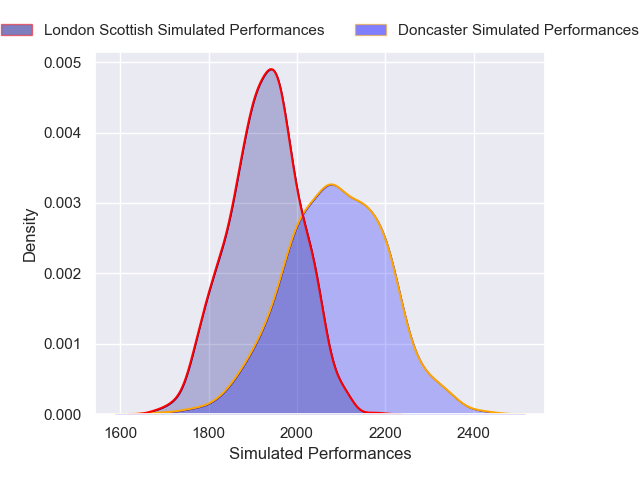 London Scottish Simulated Performances
Doncaster Simulated Performances
0.005
0.004
0.003
0.002
0.001
0.000
Density
1600
1800
2000
2200
2400
Simulated Performances